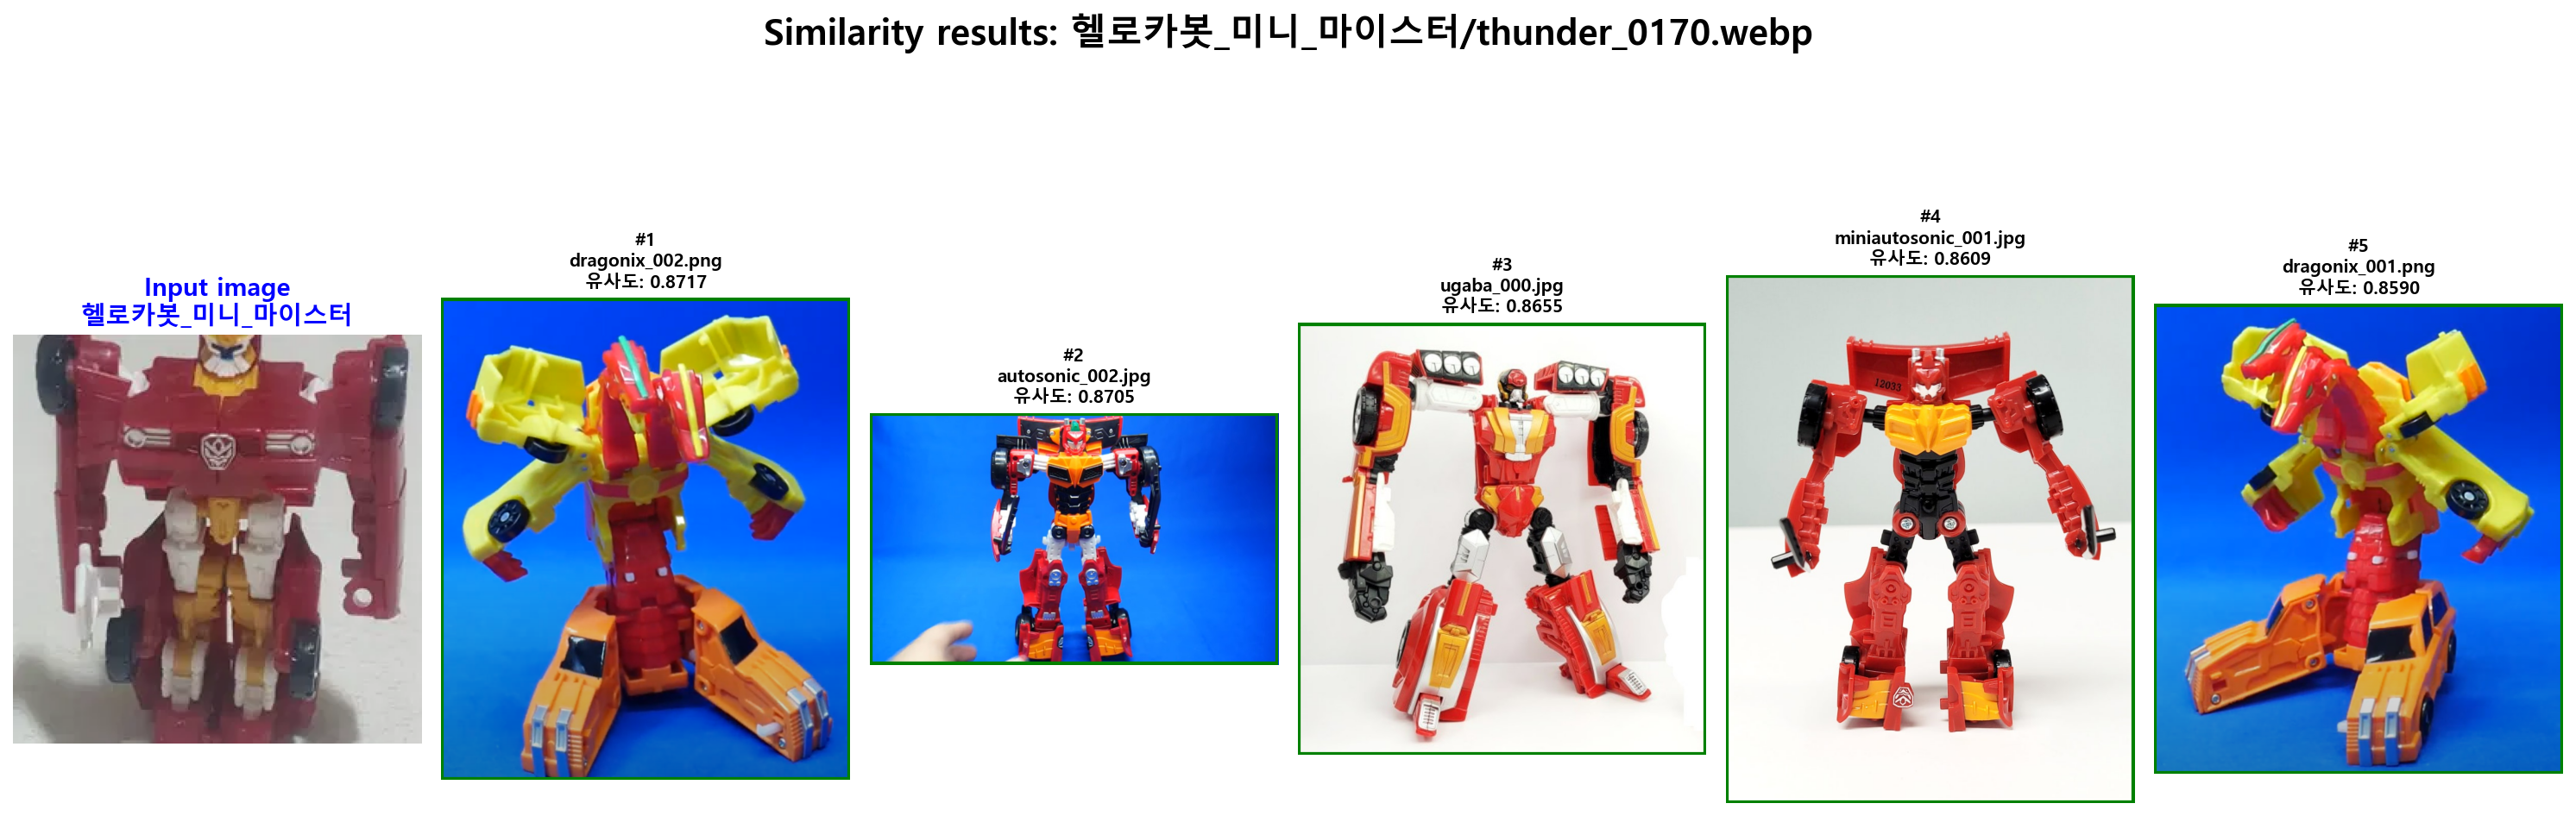 Similarity results: 헬로카봇_미니_마이스터/thunder_0170.webp
Input image
헬로카봇_미니_마이스터
#1
dragonix_002.png
유사도: 0.8717
#2
autosonic_002.jpg
유사도: 0.8705
#3
ugaba_000.jpg
유사도: 0.8655
#4
miniautosonic_001.jpg
유사도: 0.8609
12033
#5
dragonix_001.png
유사도: 0.8590